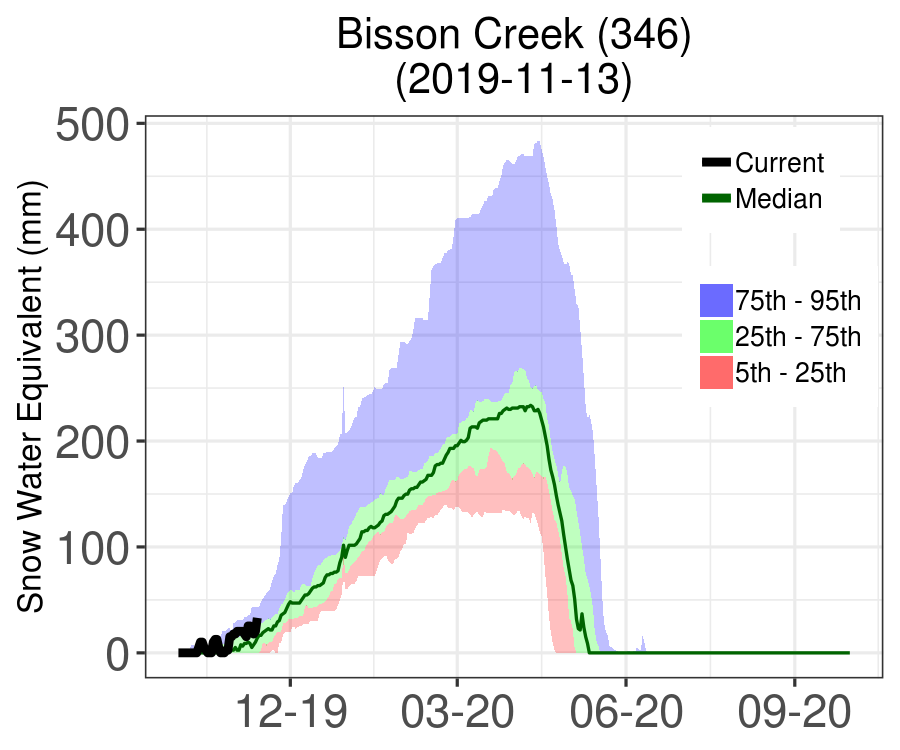 Bisson Creek (346)
(2019-11-13)
Snow Water Equivalent (mm)
500
400
300
200
100
0
Current
Median
75th - 95th
25th - 75th
5th - 25th
12-19
03-20
06-20
09-20